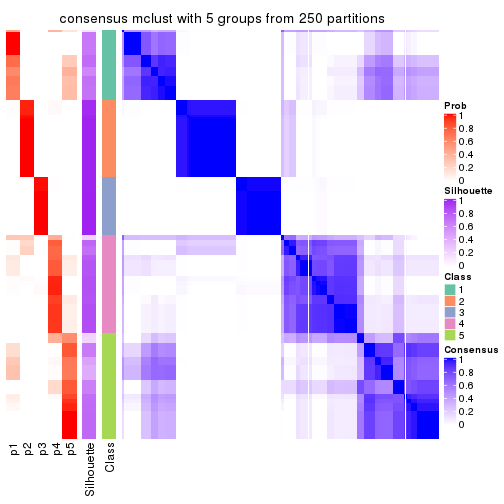 consensus mclust with 5 groups from 250 partitions
Prob
1
0.8
0.6
0.4
0.2
0
Silhouette
1
0.8
0.6
0.4
0.2
0
Class
1
2
3
4
5
Consensus
1
0.8
0.6
0.4
0.2
0
p1
p2
p3
p4
p5
Silhouette
Class